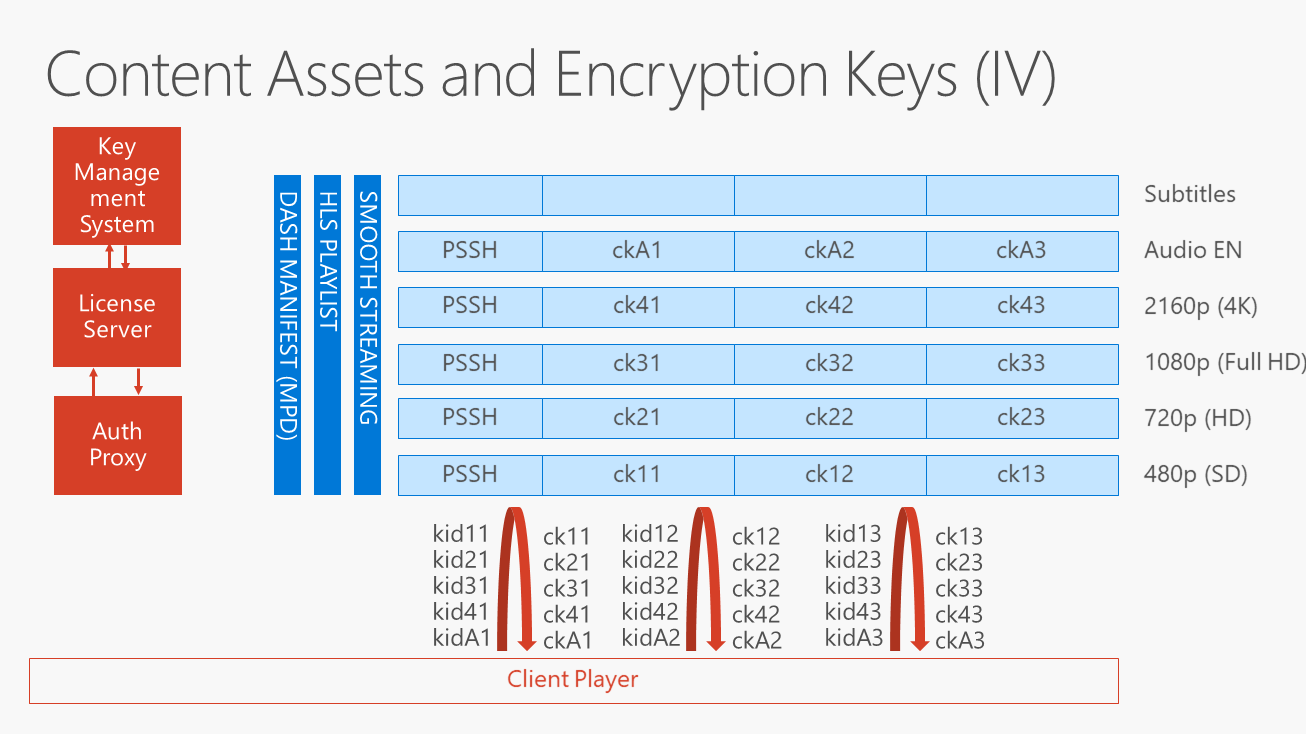 Content Assets and Encryption Keys (IV)
Key
Manage
ment
System
License
Server
Auth
Proxy
DASH MANIFEST (MPD)
HLS PLAYLIST
SMOOTH STREAMING
Subtitles
PSSH ckA1 ckA2 ckA3 Audio EN
PSSH ck41 ck42 ck43 2160p (4K)
PSSH ck31 ck32 ck33 1080p (Full HD)
PSSH ck21 ck22 ck23 720p (HD)
PSSH ck11 ck12 ck13 480p (SD)
kid11 ck11 kid12 ck12 kid13 ck13
kid21 ck21 kid22 ck22 kid23 ck23
kid31 ck31 kid32 ck32 kid33 ck33
kid41 ck41 kid42 ck42 kid43 ck43
kidA1 ckA1 kidA2 ckA2 kidA3 ckA3
Client Player